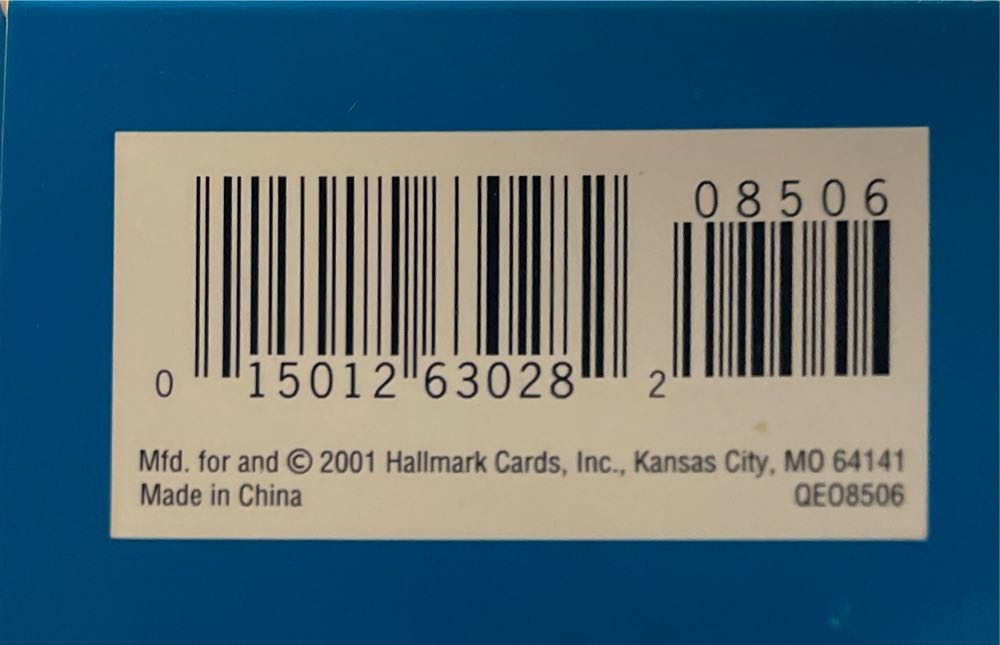 08506
0 15012 63028 2
Mfd. for and © 2001 Hallmark Cards, Inc., Kansas City, MO 64141
Made in China QEO8506